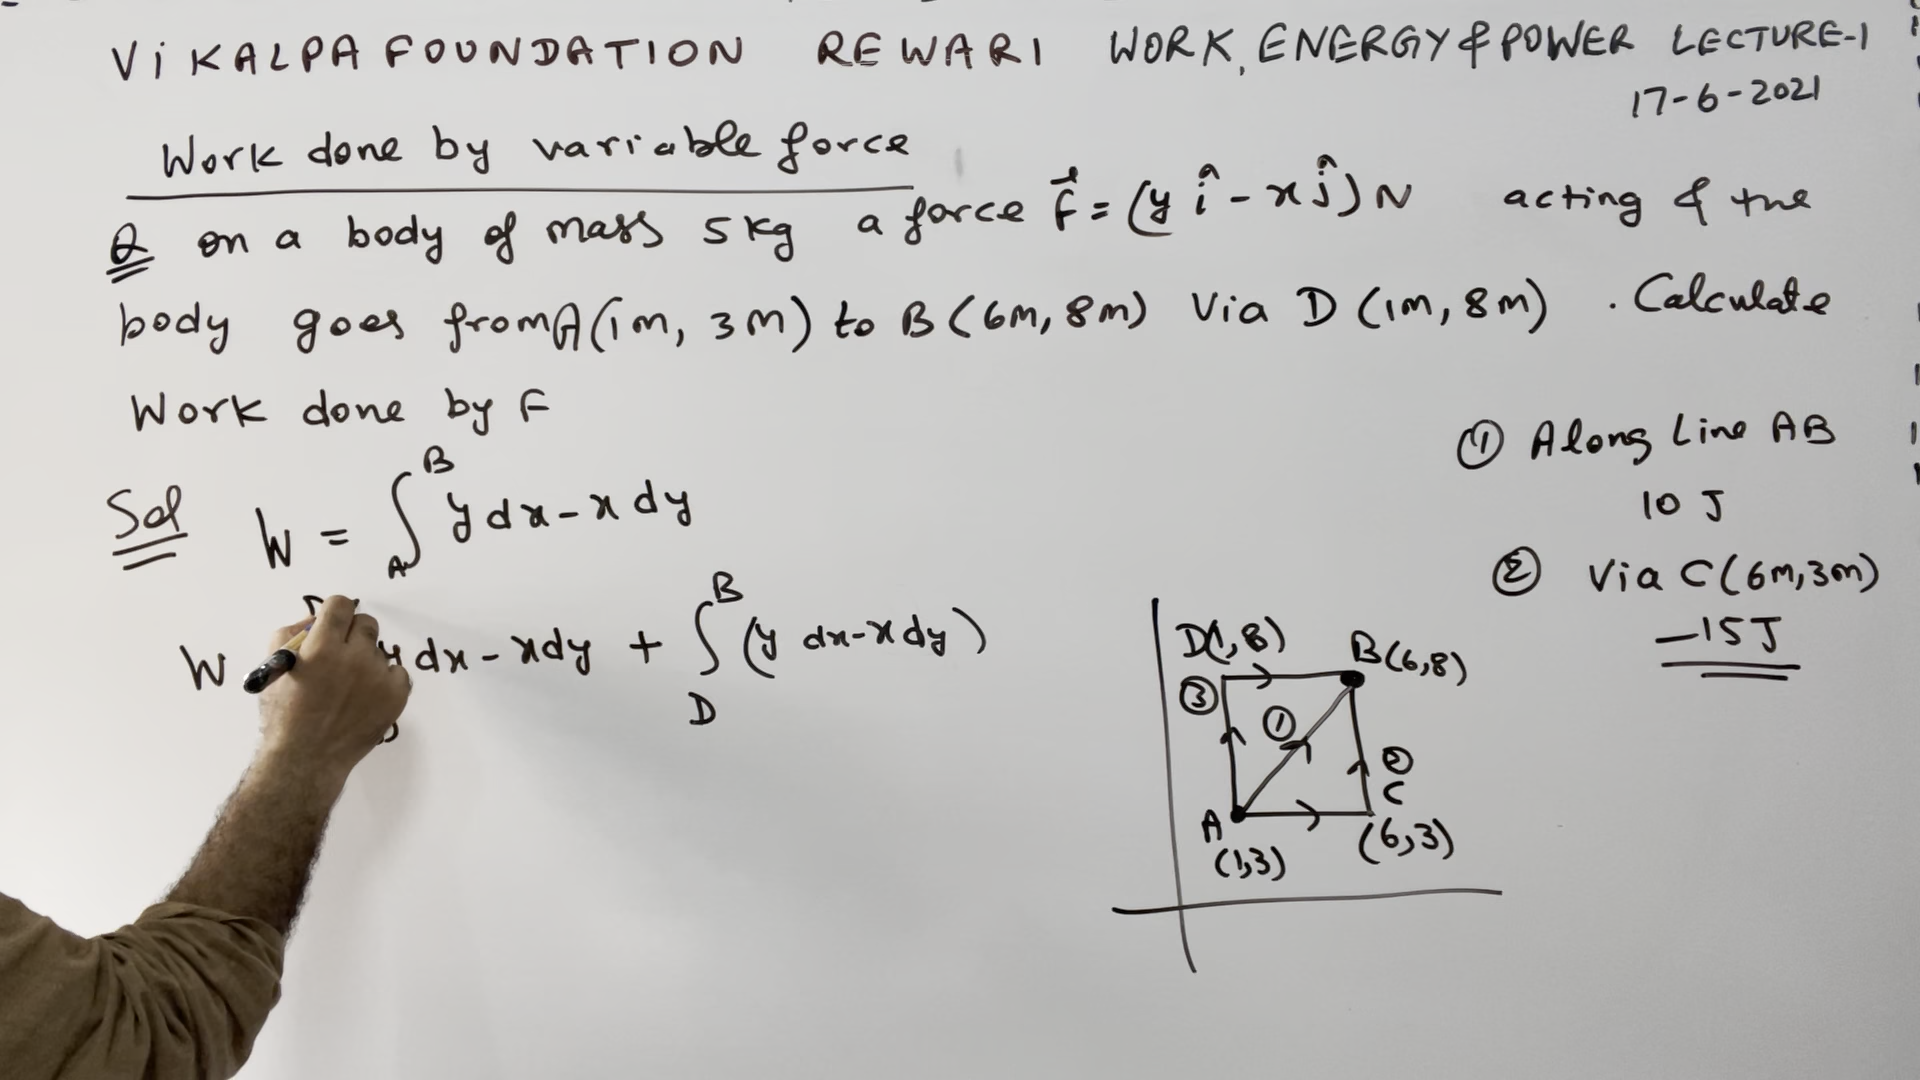 ViKALPA FOUNDATION REWARI WORK, ENERGY & POWER LECTURE-1
17-6-2021
Work done by variable force
Q on a body of mass 5 kg a force F⃗ = (y î - x ĵ) N acting & the
body goes from A(1m, 3m) to B(6m, 8m) via D (1m, 8m) . Calculate
Work done by F
Sol W = ∫_A^B y dx - x dy
W y dx - x dy + ∫_D^B (y dx - x dy)
① Along Line AB
10 J
② via C(6m, 3m)
-15J
D(1,8) B(6,8)
③ ①
②
A C
(1,3) (6,3)